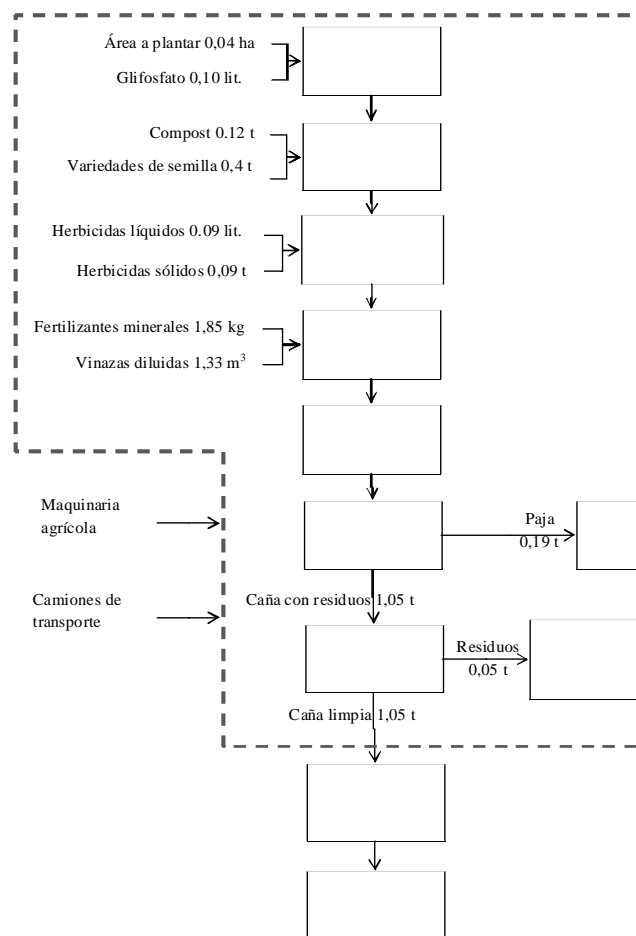 Área a plantar 0,04 ha
Glifosfato 0,10 lit.
Compost 0.12 t
Variedades de semilla 0,4 t
Herbicidas líquidos 0.09 lit.
Herbicidas sólidos 0,09 t
Fertilizantes minerales 1,85 kg
Vinazas diluidas 1,33 m³
Maquinaria
agrícola
Paja
0,19 t
Camiones de
transporte
Caña con residuos 1,05 t
Residuos
0,05 t
Caña limpia 1,05 t